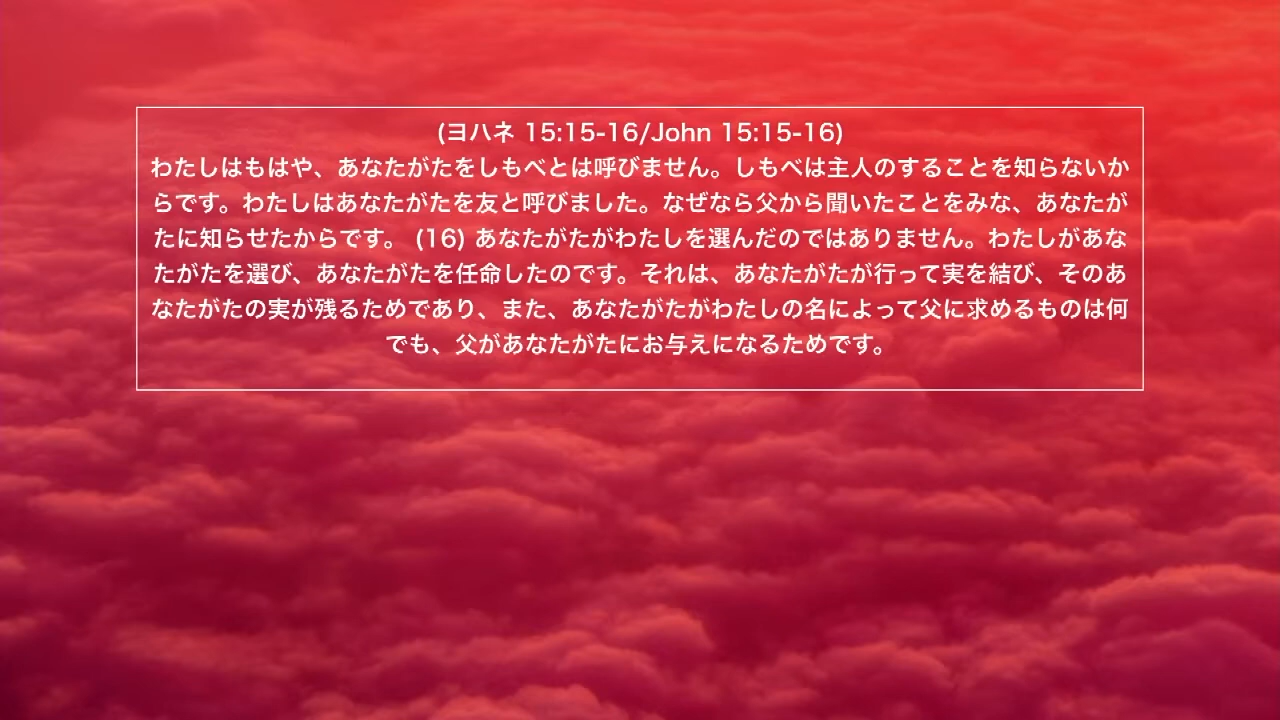 (ヨハネ 15:15-16/John 15:15-16)
わたしはもはや、あなたがたをしもべとは呼びません。しもべは主人のすることを知らないか
らです。わたしはあなたがたを友と呼びました。なぜなら父から聞いたことをみな、あなたが
たに知らせたからです。 (16) あなたがたがわたしを選んだのではありません。わたしがあな
たがたを選び、あなたがたを任命したのです。それは、あなたがたが行って実を結び、そのあ
なたがたの実が残るためであり、また、あなたがたがわたしの名によって父に求めるものは何
でも、父があなたがたにお与えになるためです。